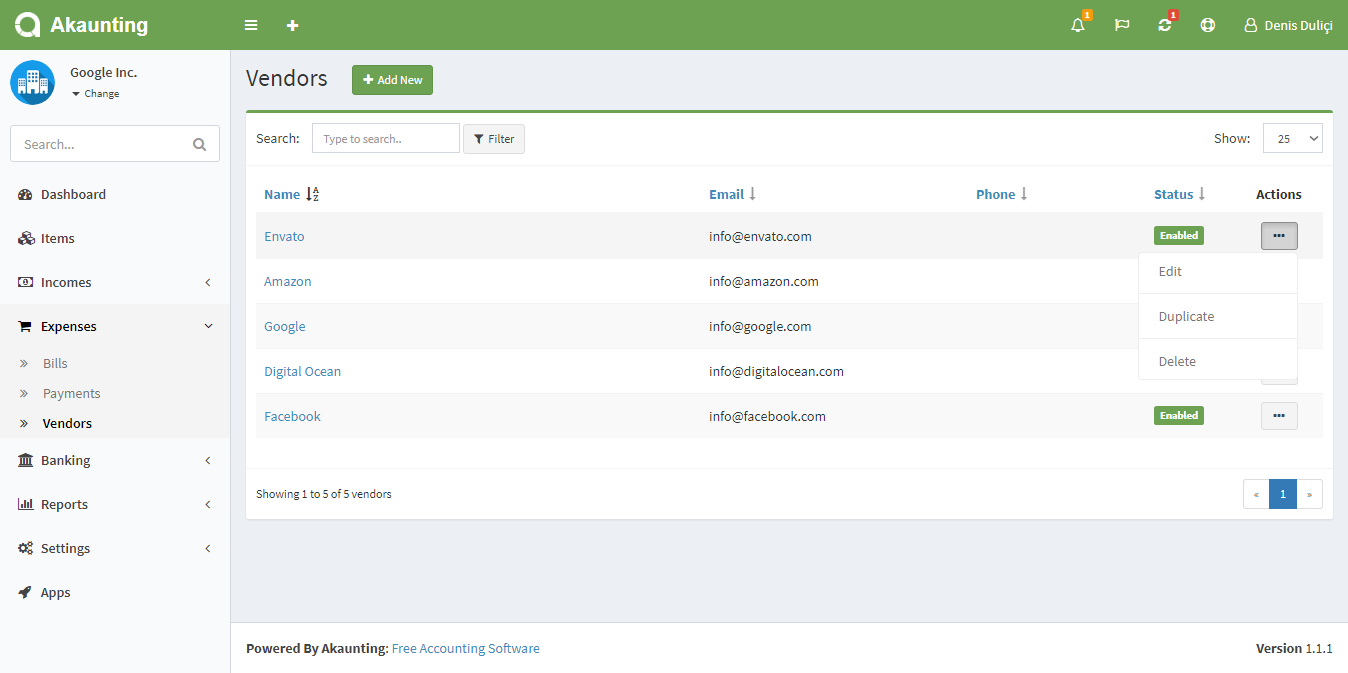 Akaunting
1
1
Denis Duliçi
Google Inc.
Change
Search...
Dashboard
Items
Incomes
Expenses
Bills
Payments
Vendors
Banking
Reports
Settings
Apps
Vendors
Add New
Search: Type to search.. Filter
Show: 25
Name Email Phone Status Actions
Envato info@envato.com Enabled
Amazon info@amazon.com
Google info@google.com
Digital Ocean info@digitalocean.com
Facebook info@facebook.com Enabled
Edit
Duplicate
Delete
Showing 1 to 5 of 5 vendors
« 1 »
Powered By Akaunting: Free Accounting Software
Version 1.1.1